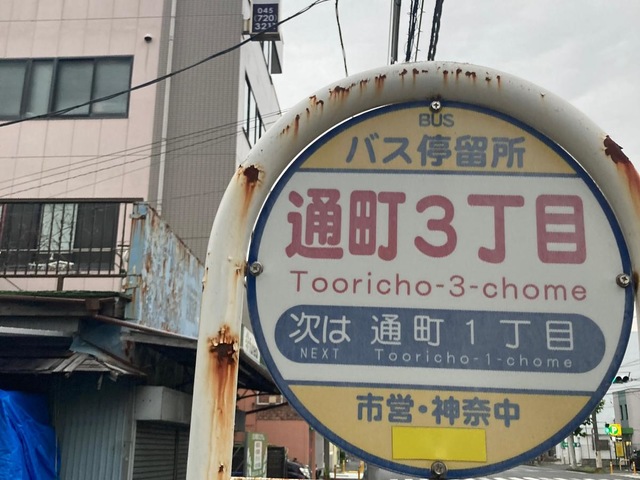 045
(720)
BUS
バス停留所
通町3丁目
Tooricho-3-chome
次は 通町1丁目
NEXT Tooricho-1-chome
市営・神奈中